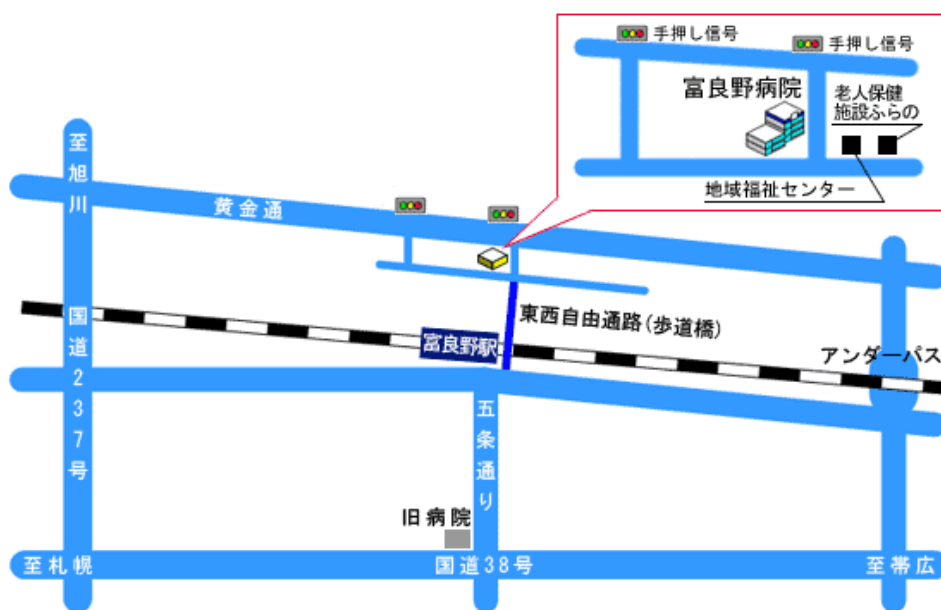 手押し信号
手押し信号
富良野病院
老人保健
施設ふらの
地域福祉センター
至旭川
黄金通
国道237号
東西自由通路(歩道橋)
富良野駅
アンダーパス
五条通り
旧病院
至札幌
国道38号
至帯広